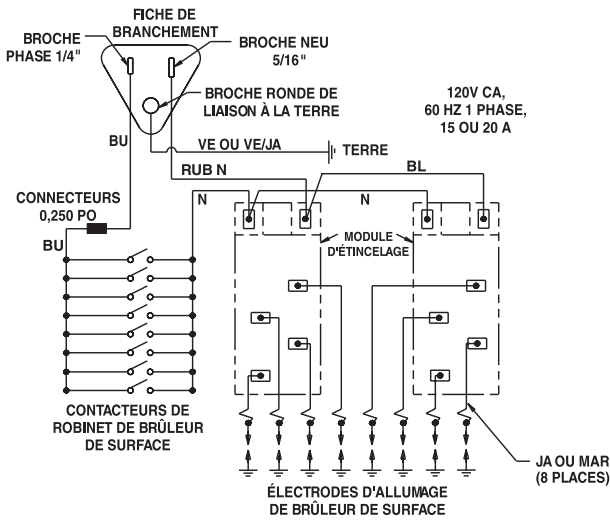 FICHE DE
BRANCHEMENT
BROCHE
PHASE 1/4"
BROCHE NEU
5/16"
BROCHE RONDE DE
LIAISON À LA TERRE
120V CA,
60 HZ 1 PHASE,
15 OU 20 A
BU
VE OU VE/JA
TERRE
RUB N
BL
CONNECTEURS
0,250 PO
N
N
BU
MODULE
D'ÉTINCELAGE
CONTACTEURS DE
ROBINET DE BRÛLEUR
DE SURFACE
JA OU MAR
(8 PLACES)
ÉLECTRODES D'ALLUMAGE
DE BRÛLEUR DE SURFACE